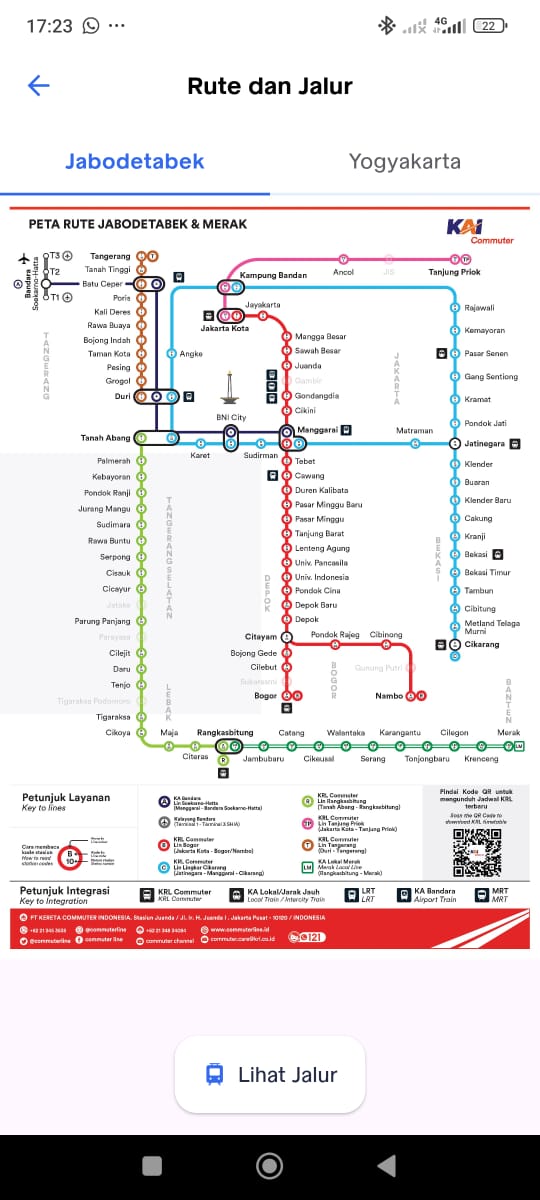 17:23
4G
22
Rute dan Jalur
Jabodetabek
Yogyakarta
PETA RUTE JABODETABEK & MERAK
KAI
Commuter
T3
T2
T1
Bandara
Soekarno-Hatta
TANGERANG
Tangerang
Tanah Tinggi
Batu Ceper
Poris
Kali Deres
Rawa Buaya
Bojong Indah
Taman Kota
Pesing
Grogol
Duri
Tanah Abang
Palmerah
Kebayoran
Pondok Ranji
Jurang Mangu
Sudimara
Rawa Buntu
Serpong
Cisauk
Cicayur
Jatake
Parung Panjang
Parayasa
Cilejit
Daru
Tenjo
Tigaraksa Podomoro
Tigaraksa
Cikoya
TANGERANG SELATAN
LEBAK
Angke
BNI City
Karet
Sudirman
Kampung Bandan
Ancol
JIS
Tanjung Priok
Jayakarta
Jakarta Kota
Mangga Besar
Sawah Besar
Juanda
Gambir
Gondangdia
Cikini
Manggarai
Matraman
JAKARTA
Tebet
Cawang
Duren Kalibata
Pasar Minggu Baru
Pasar Minggu
Tanjung Barat
Lenteng Agung
Univ. Pancasila
Univ. Indonesia
Pondok Cina
Depok Baru
Depok
DEPOK
Citayam
Pondok Rajeg
Cibinong
Bojong Gede
Cilebut
Sukaresmi
Bogor
BOGOR
Gunung Putri
Nambo
Rajawali
Kemayoran
Pasar Senen
Gang Sentiong
Kramat
Pondok Jati
Jatinegara
Klender
Buaran
Klender Baru
Cakung
Kranji
Bekasi
Bekasi Timur
Tambun
Cibitung
Metland Telaga
Murni
Cikarang
BEKASI
BANTEN
Maja
Rangkasbitung
Catang
Walantaka
Karangantu
Cilegon
Merak
LM
Citeras
Jambubaru
Cikeusal
Serang
Tonjongbaru
Krenceng
Petunjuk Layanan
Key to lines
Cara membaca
kode stasiun
How to read
station codes
B
10
KA Bandara
Lin Soekarno-Hatta
(Manggarai - Bandara Soekarno-Hatta)
Kalayang Bandara
(Terminal 1 - Terminal 3 SHIA)
KRL Commuter
Lin Bogor
(Jakarta Kota - Bogor/Nambo)
KRL Commuter
Lin Lingkar Cikarang
(Jatinegara - Manggarai - Cikarang)
KRL Commuter
Lin Rangkasbitung
(Tanah Abang - Rangkasbitung)
KRL Commuter
Lin Tanjung Priok
(Jakarta Kota - Tanjung Priok)
KRL Commuter
Lin Tangerang
(Duri - Tangerang)
KA Lokal Merak
Merak Local Line
(Rangkasbitung - Merak)
Pindai Kode QR untuk
mengunduh Jadwal KRL
terbaru
Scan the QR Code to
download KRL timetable
Petunjuk Integrasi
Key to Integration
KRL Commuter
KRL Commuter
KA Lokal/Jarak Jauh
Local Train / Intercity Train
LRT
LRT
KA Bandara
Airport Train
MRT
MRT
PT KERETA COMMUTER INDONESIA. Stasiun Juanda / Jl. Ir. H. Juanda I . Jakarta Pusat - 10120 / INDONESIA
@commuterline
www.commuterline.id
121
@commuterline
commuter line
commuter channel
commuter.care@krl.co.id
Lihat Jalur